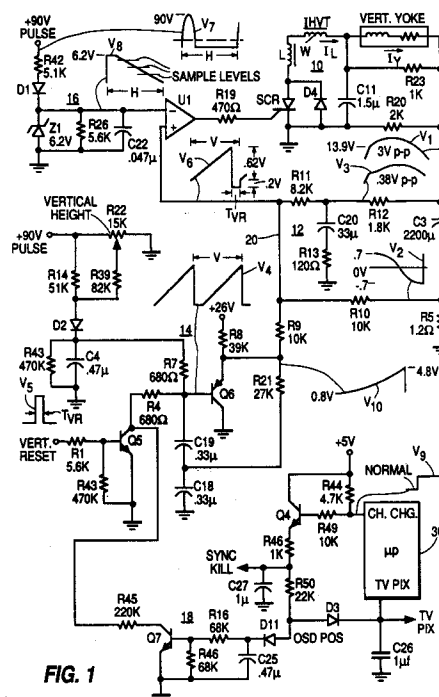 90V
PULSE
90V
V7
H
IHVT
VERT. YOKE
R42
5.1K
6.2V
V8
L
W
IL
10
IY
SAMPLE LEVELS
D1
R23
1K
H
U1
R19
470Ω
SCR
D4
C11
1.5µ
R20
2K
16
Z1
6.2V
R26
5.6K
C22
.047µ
V
V6
.62V
.2V
TVR
13.9V
V1
3V p-p
V3
.38V p-p
R11
8.2K
VERTICAL
HEIGHT
R22
15K
+90V
PULSE
20
12
C20
33µ
R12
1.8K
C3
2200µ
R13
120Ω
.7
0V
-.7
V2
V
V4
R14
51K
R39
82K
+26V
R10
10K
R5
1.2Ω
D2
14
R8
39K
R9
10K
R43
470K
C4
.47µ
R7
680Ω
R21
27K
4.8V
0.8V
V10
V5
TVR
R4
680Ω
Q6
VERT.
RESET
R1
5.6K
Q5
C19
.33µ
R43
470K
C18
.33µ
+5V
NORMAL
V9
R44
4.7K
Q4
R49
10K
CH. CHG.
µp
TV PIX
R46
1K
SYNC
KILL
C27
1µ
R50
22K
R45
220K
18
R16
68K
D11
D3
TV
PIX
OSD POS
Q7
R46
68K
C25
.47µ
C26
1µf
FIG. 1